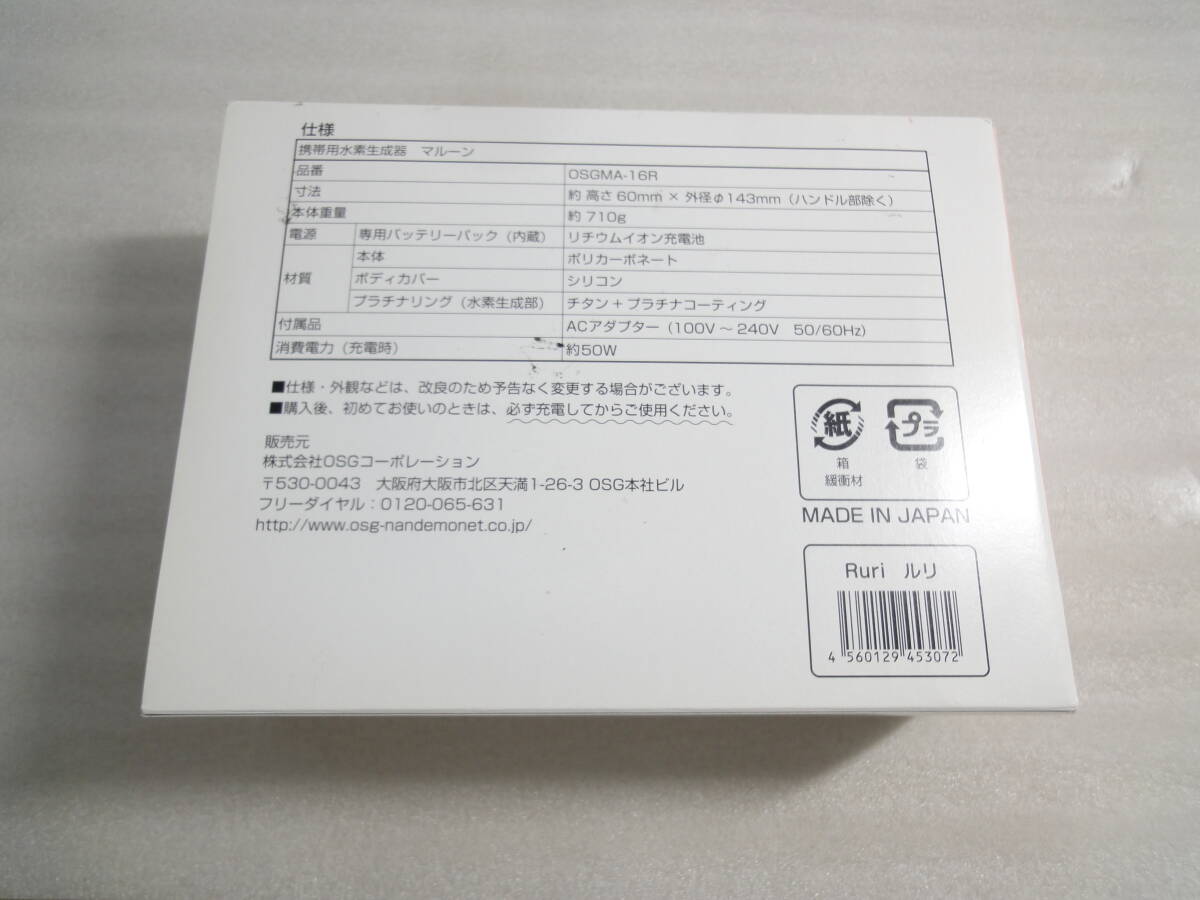 仕様
携帯用水素生成器　マルーン
品番　OSGMA-16R
寸法　約 高さ 60mm × 外径φ143mm（ハンドル部除く）
本体重量　約 710g
電源　専用バッテリーパック（内蔵）　リチウムイオン充電池
材質　本体　ポリカーボネート
ボディカバー　シリコン
プラチナリング（水素生成部）　チタン＋プラチナコーティング
付属品　ACアダプター（100V～240V　50/60Hz）
消費電力（充電時）　約50W
■仕様・外観などは、改良のため予告なく変更する場合がございます。
■購入後、初めてお使いのときは、必ず充電してからご使用ください。
販売元
株式会社OSGコーポレーション
〒530-0043　大阪府大阪市北区天満1-26-3 OSG本社ビル
フリーダイヤル：0120-065-631
http://www.osg-nandemonet.co.jp/
紙　プラ
箱　袋
緩衝材
MADE IN JAPAN
Ruri　ルリ
4 560129 453072